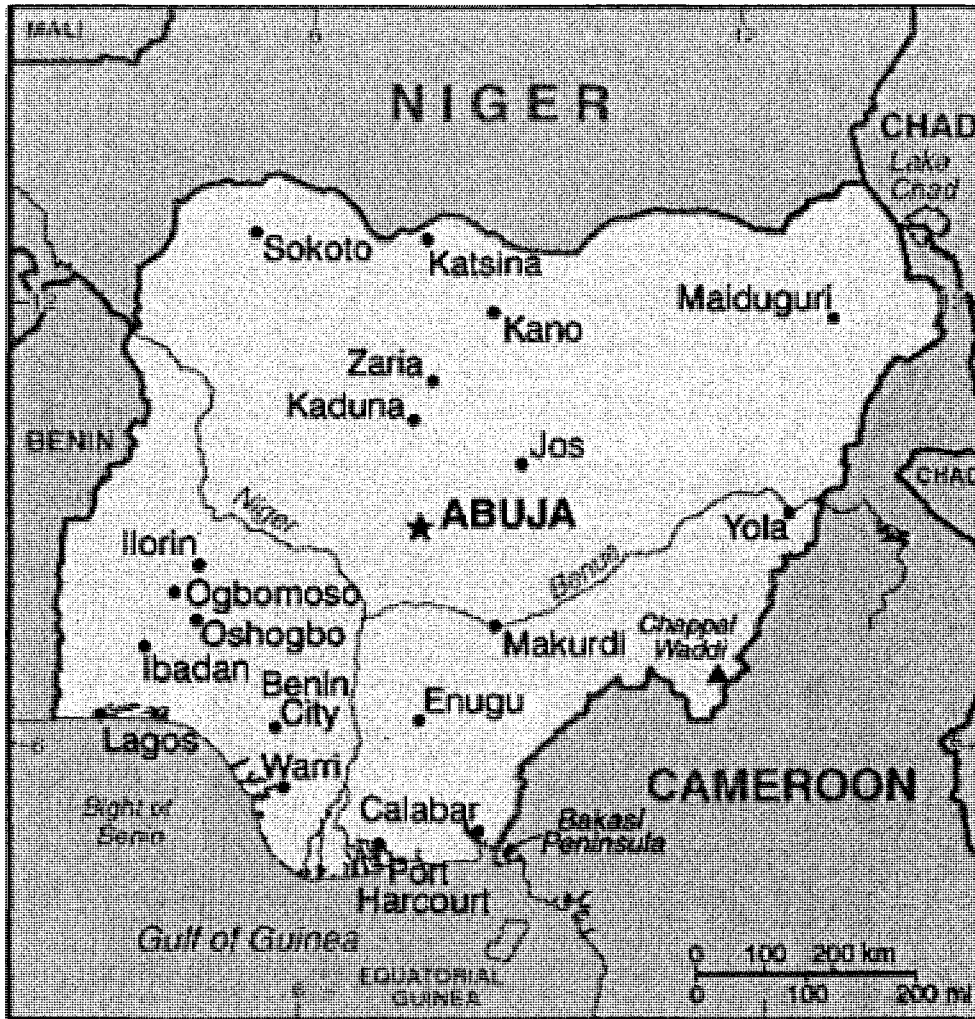 MALI
NIGER
CHAD
Lake
Chad
Sokoto
Katsina
Maiduguri
Kano
Zaria
Kaduna
BENIN
Jos
Niger
ABUJA
Yola
Ilorin
Benue
Ogbomoso
Oshogbo
Makurdi
Chappal
Waddi
Ibadan
Benin
City
Enugu
Lagos
Warri
CAMEROON
Bight of
Benin
Calabar
Bakasi
Peninsula
Port
Harcourt
Gulf of Guinea
EQUATORIAL
GUINEA
0 100 200 km
0 100 200 mi